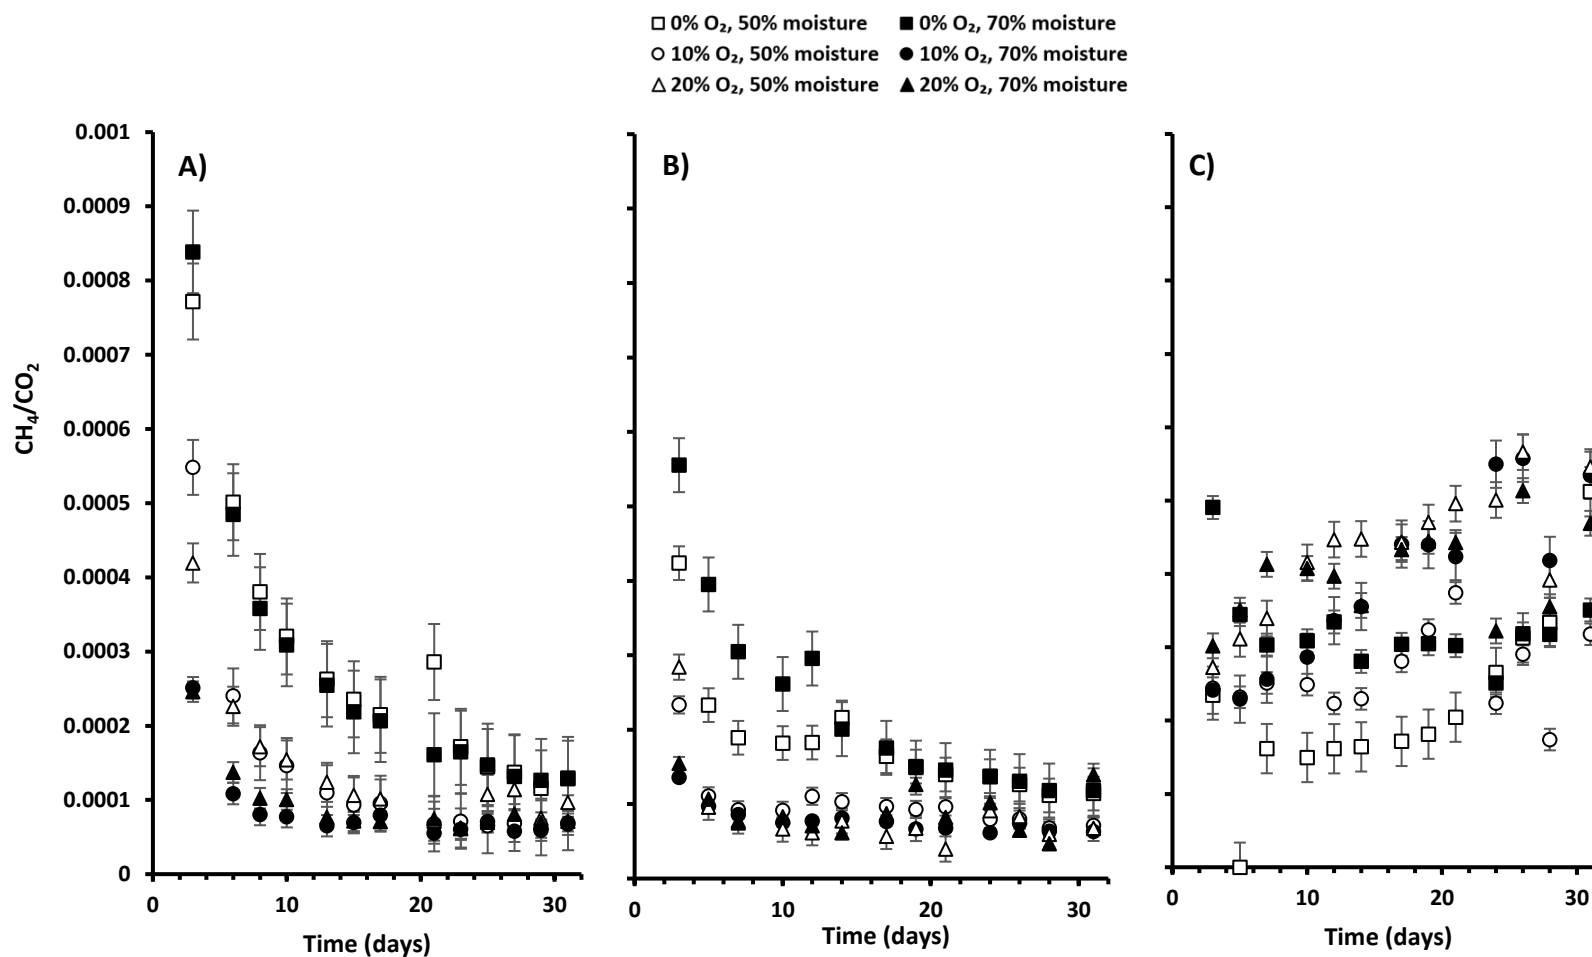 0% O₂, 50% moisture 0% O₂, 70% moisture
10% O₂, 50% moisture 10% O₂, 70% moisture
20% O₂, 50% moisture 20% O₂, 70% moisture
A)
B)
C)
CH₄/CO₂
0.001
0.0009
0.0008
0.0007
0.0006
0.0005
0.0004
0.0003
0.0002
0.0001
0
0 10 20 30
Time (days)
0 10 20 30
Time (days)
0 10 20 30
Time (days)